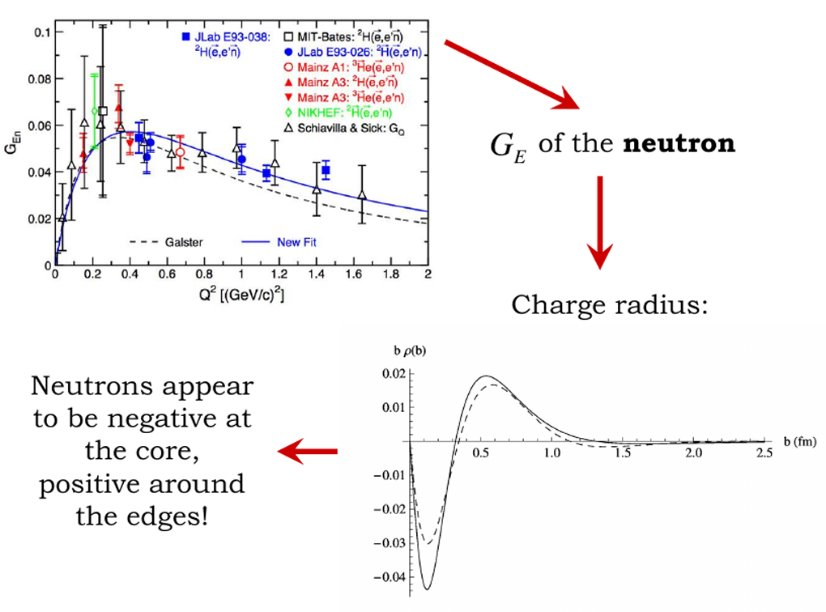 0.1
0.08
0.06
0.04
0.02
0
G_En
JLab E93-038:
²H(e⃗,e'n⃗)
MIT-Bates: ²H⃗(e⃗,e'n)
JLab E93-026: ²H⃗(e⃗,e'n)
Mainz A1: ³H⃗e(e⃗,e'n)
Mainz A3: ²H(e⃗,e'n⃗)
Mainz A3: ³H⃗e(e⃗,e'n)
NIKHEF: ²H⃗(e⃗,e'n)
Schiavilla & Sick: G_Q
Galster
New Fit
0 0.2 0.4 0.6 0.8 1 1.2 1.4 1.6 1.8 2
Q² [(GeV/c)²]
G_E of the neutron
Charge radius:
Neutrons appear
to be negative at
the core,
positive around
the edges!
b ρ(b)
0.02
0.01
−0.01
−0.02
−0.03
−0.04
0.5 1.0 1.5 2.0 2.5
b (fm)